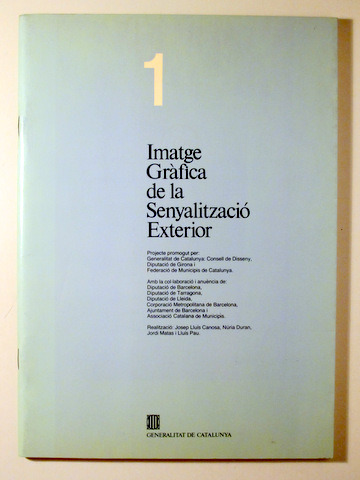 1
Imatge
Gràfica
de la
Senyalització
Exterior
Projecte promogut per:
Generalitat de Catalunya: Consell de Disseny,
Diputació de Girona i
Federació de Municipis de Catalunya.
Amb la col·laboració i anuència de:
Diputació de Barcelona,
Diputació de Tarragona,
Diputació de Lleida,
Corporació Metropolitana de Barcelona,
Ajuntament de Barcelona i
Associació Catalana de Municipis.
Realització: Josep Lluís Canosa, Núria Duran,
Jordi Matas i Lluís Pau.
GENERALITAT DE CATALUNYA